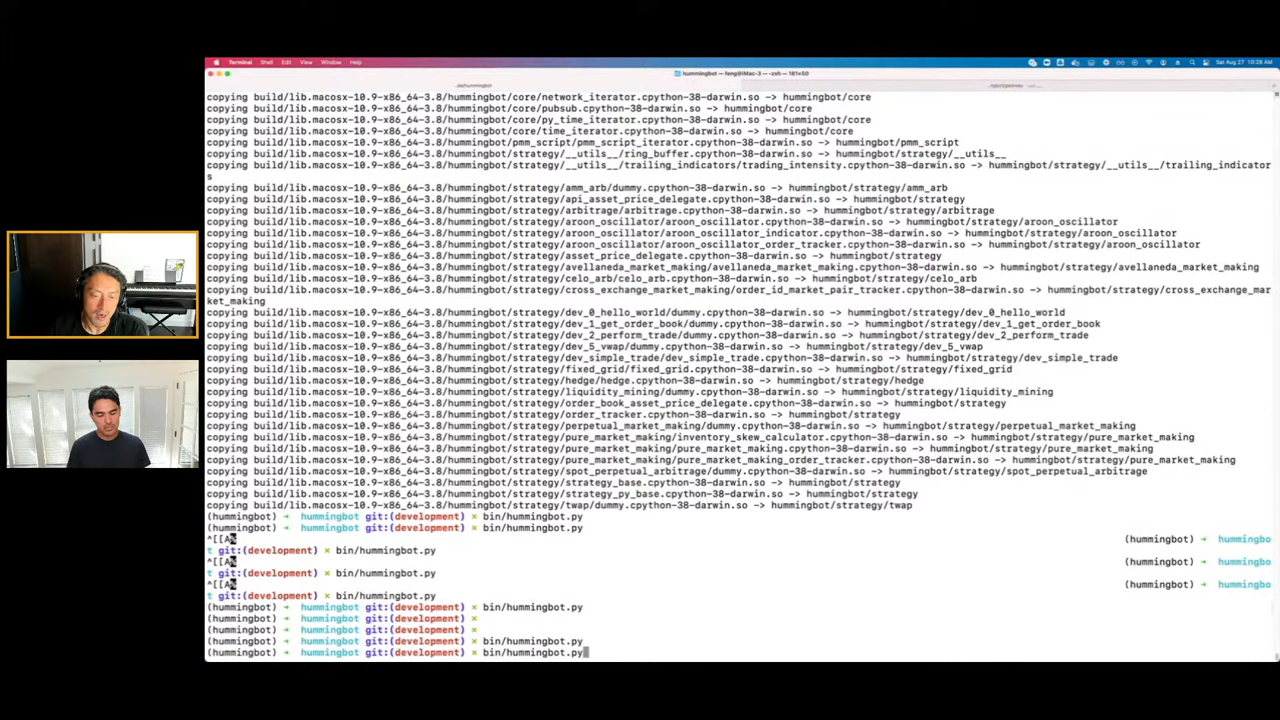 Terminal Shell Edit View Window Help
Sat Aug 27 10:28 AM
hummingbot — feng@iMac-3 — -zsh — 181×50
copying build/lib.macosx-10.9-x86_64-3.8/hummingbot/core/network_iterator.cpython-38-darwin.so -> hummingbot/core
copying build/lib.macosx-10.9-x86_64-3.8/hummingbot/core/pubsub.cpython-38-darwin.so -> hummingbot/core
copying build/lib.macosx-10.9-x86_64-3.8/hummingbot/core/py_time_iterator.cpython-38-darwin.so -> hummingbot/core
copying build/lib.macosx-10.9-x86_64-3.8/hummingbot/core/time_iterator.cpython-38-darwin.so -> hummingbot/core
copying build/lib.macosx-10.9-x86_64-3.8/hummingbot/pmm_script/pmm_script_iterator.cpython-38-darwin.so -> hummingbot/pmm_script
copying build/lib.macosx-10.9-x86_64-3.8/hummingbot/strategy/__utils__/ring_buffer.cpython-38-darwin.so -> hummingbot/strategy/__utils__
copying build/lib.macosx-10.9-x86_64-3.8/hummingbot/strategy/__utils__/trailing_indicators/trading_intensity.cpython-38-darwin.so -> hummingbot/strategy/__utils__/trailing_indicator
s
copying build/lib.macosx-10.9-x86_64-3.8/hummingbot/strategy/amm_arb/dummy.cpython-38-darwin.so -> hummingbot/strategy/amm_arb
copying build/lib.macosx-10.9-x86_64-3.8/hummingbot/strategy/api_asset_price_delegate.cpython-38-darwin.so -> hummingbot/strategy
copying build/lib.macosx-10.9-x86_64-3.8/hummingbot/strategy/arbitrage/arbitrage.cpython-38-darwin.so -> hummingbot/strategy/arbitrage
copying build/lib.macosx-10.9-x86_64-3.8/hummingbot/strategy/aroon_oscillator/aroon_oscillator.cpython-38-darwin.so -> hummingbot/strategy/aroon_oscillator
copying build/lib.macosx-10.9-x86_64-3.8/hummingbot/strategy/aroon_oscillator/aroon_oscillator_indicator.cpython-38-darwin.so -> hummingbot/strategy/aroon_oscillator
copying build/lib.macosx-10.9-x86_64-3.8/hummingbot/strategy/aroon_oscillator/aroon_oscillator_order_tracker.cpython-38-darwin.so -> hummingbot/strategy/aroon_oscillator
copying build/lib.macosx-10.9-x86_64-3.8/hummingbot/strategy/asset_price_delegate.cpython-38-darwin.so -> hummingbot/strategy
copying build/lib.macosx-10.9-x86_64-3.8/hummingbot/strategy/avellaneda_market_making/avellaneda_market_making.cpython-38-darwin.so -> hummingbot/strategy/avellaneda_market_making
copying build/lib.macosx-10.9-x86_64-3.8/hummingbot/strategy/celo_arb/celo_arb.cpython-38-darwin.so -> hummingbot/strategy/celo_arb
copying build/lib.macosx-10.9-x86_64-3.8/hummingbot/strategy/cross_exchange_market_making/order_id_market_pair_tracker.cpython-38-darwin.so -> hummingbot/strategy/cross_exchange_mar
ket_making
copying build/lib.macosx-10.9-x86_64-3.8/hummingbot/strategy/dev_0_hello_world/dummy.cpython-38-darwin.so -> hummingbot/strategy/dev_0_hello_world
copying build/lib.macosx-10.9-x86_64-3.8/hummingbot/strategy/dev_1_get_order_book/dummy.cpython-38-darwin.so -> hummingbot/strategy/dev_1_get_order_book
copying build/lib.macosx-10.9-x86_64-3.8/hummingbot/strategy/dev_2_perform_trade/dummy.cpython-38-darwin.so -> hummingbot/strategy/dev_2_perform_trade
copying build/lib.macosx-10.9-x86_64-3.8/hummingbot/strategy/dev_5_vwap/dummy.cpython-38-darwin.so -> hummingbot/strategy/dev_5_vwap
copying build/lib.macosx-10.9-x86_64-3.8/hummingbot/strategy/dev_simple_trade/dev_simple_trade.cpython-38-darwin.so -> hummingbot/strategy/dev_simple_trade
copying build/lib.macosx-10.9-x86_64-3.8/hummingbot/strategy/fixed_grid/fixed_grid.cpython-38-darwin.so -> hummingbot/strategy/fixed_grid
copying build/lib.macosx-10.9-x86_64-3.8/hummingbot/strategy/hedge/hedge.cpython-38-darwin.so -> hummingbot/strategy/hedge
copying build/lib.macosx-10.9-x86_64-3.8/hummingbot/strategy/liquidity_mining/dummy.cpython-38-darwin.so -> hummingbot/strategy/liquidity_mining
copying build/lib.macosx-10.9-x86_64-3.8/hummingbot/strategy/order_book_asset_price_delegate.cpython-38-darwin.so -> hummingbot/strategy
copying build/lib.macosx-10.9-x86_64-3.8/hummingbot/strategy/order_tracker.cpython-38-darwin.so -> hummingbot/strategy
copying build/lib.macosx-10.9-x86_64-3.8/hummingbot/strategy/perpetual_market_making/dummy.cpython-38-darwin.so -> hummingbot/strategy/perpetual_market_making
copying build/lib.macosx-10.9-x86_64-3.8/hummingbot/strategy/pure_market_making/inventory_skew_calculator.cpython-38-darwin.so -> hummingbot/strategy/pure_market_making
copying build/lib.macosx-10.9-x86_64-3.8/hummingbot/strategy/pure_market_making/pure_market_making.cpython-38-darwin.so -> hummingbot/strategy/pure_market_making
copying build/lib.macosx-10.9-x86_64-3.8/hummingbot/strategy/pure_market_making/pure_market_making_order_tracker.cpython-38-darwin.so -> hummingbot/strategy/pure_market_making
copying build/lib.macosx-10.9-x86_64-3.8/hummingbot/strategy/spot_perpetual_arbitrage/dummy.cpython-38-darwin.so -> hummingbot/strategy/spot_perpetual_arbitrage
copying build/lib.macosx-10.9-x86_64-3.8/hummingbot/strategy/strategy_base.cpython-38-darwin.so -> hummingbot/strategy
copying build/lib.macosx-10.9-x86_64-3.8/hummingbot/strategy/strategy_py_base.cpython-38-darwin.so -> hummingbot/strategy
copying build/lib.macosx-10.9-x86_64-3.8/hummingbot/strategy/twap/dummy.cpython-38-darwin.so -> hummingbot/strategy/twap
(hummingbot) ➜ hummingbot git:(development) × bin/hummingbot.py
(hummingbot) ➜ hummingbot git:(development) × bin/hummingbot.py
^[[A% (hummingbot) ➜ hummingbo
t git:(development) × bin/hummingbot.py
^[[A% (hummingbot) ➜ hummingbo
t git:(development) × bin/hummingbot.py
^[[A% (hummingbot) ➜ hummingbo
t git:(development) × bin/hummingbot.py
(hummingbot) ➜ hummingbot git:(development) × bin/hummingbot.py
(hummingbot) ➜ hummingbot git:(development) ×
(hummingbot) ➜ hummingbot git:(development) ×
(hummingbot) ➜ hummingbot git:(development) × bin/hummingbot.py
(hummingbot) ➜ hummingbot git:(development) × bin/hummingbot.py